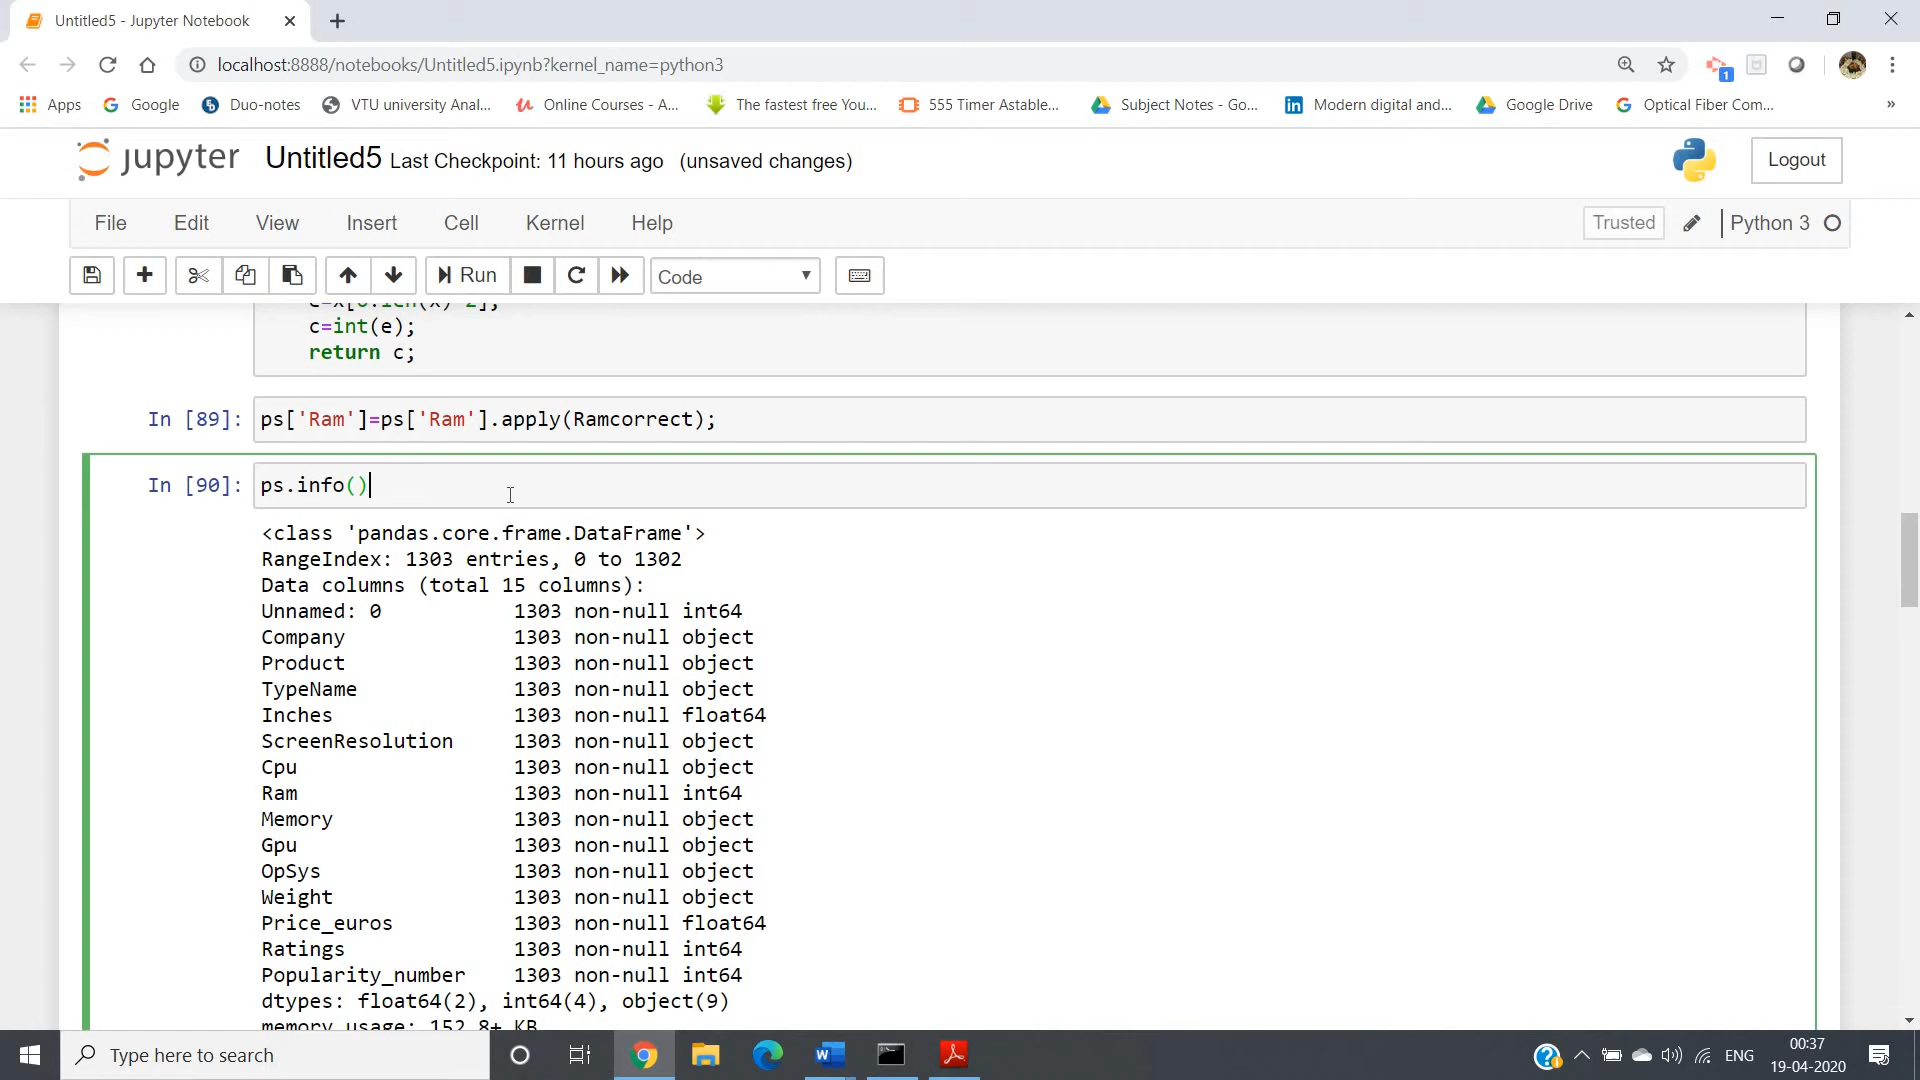 Untitled5 - Jupyter Notebook
localhost:8888/notebooks/Untitled5.ipynb?kernel_name=python3
1
Apps Google Duo-notes VTU university Anal... Online Courses - A... The fastest free You... 555 Timer Astable... Subject Notes - Go... Modern digital and... Google Drive Optical Fiber Com... »
jupyter Untitled5 Last Checkpoint: 11 hours ago (unsaved changes) Logout
File Edit View Insert Cell Kernel Help Trusted Python 3
Run Code
c=int(e);
return c;
In [89]: ps['Ram']=ps['Ram'].apply(Ramcorrect);
In [90]: ps.info()
<class 'pandas.core.frame.DataFrame'>
RangeIndex: 1303 entries, 0 to 1302
Data columns (total 15 columns):
Unnamed: 0 1303 non-null int64
Company 1303 non-null object
Product 1303 non-null object
TypeName 1303 non-null object
Inches 1303 non-null float64
ScreenResolution 1303 non-null object
Cpu 1303 non-null object
Ram 1303 non-null int64
Memory 1303 non-null object
Gpu 1303 non-null object
OpSys 1303 non-null object
Weight 1303 non-null object
Price_euros 1303 non-null float64
Ratings 1303 non-null int64
Popularity_number 1303 non-null int64
dtypes: float64(2), int64(4), object(9)
memory usage: 152.8+ KB
Type here to search
ENG
00:37
19-04-2020